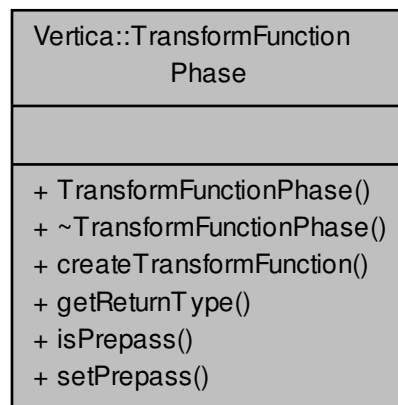 Vertica::TransformFunction
Phase
+ TransformFunctionPhase()
+ ~TransformFunctionPhase()
+ createTransformFunction()
+ getReturnType()
+ isPrepass()
+ setPrepass()